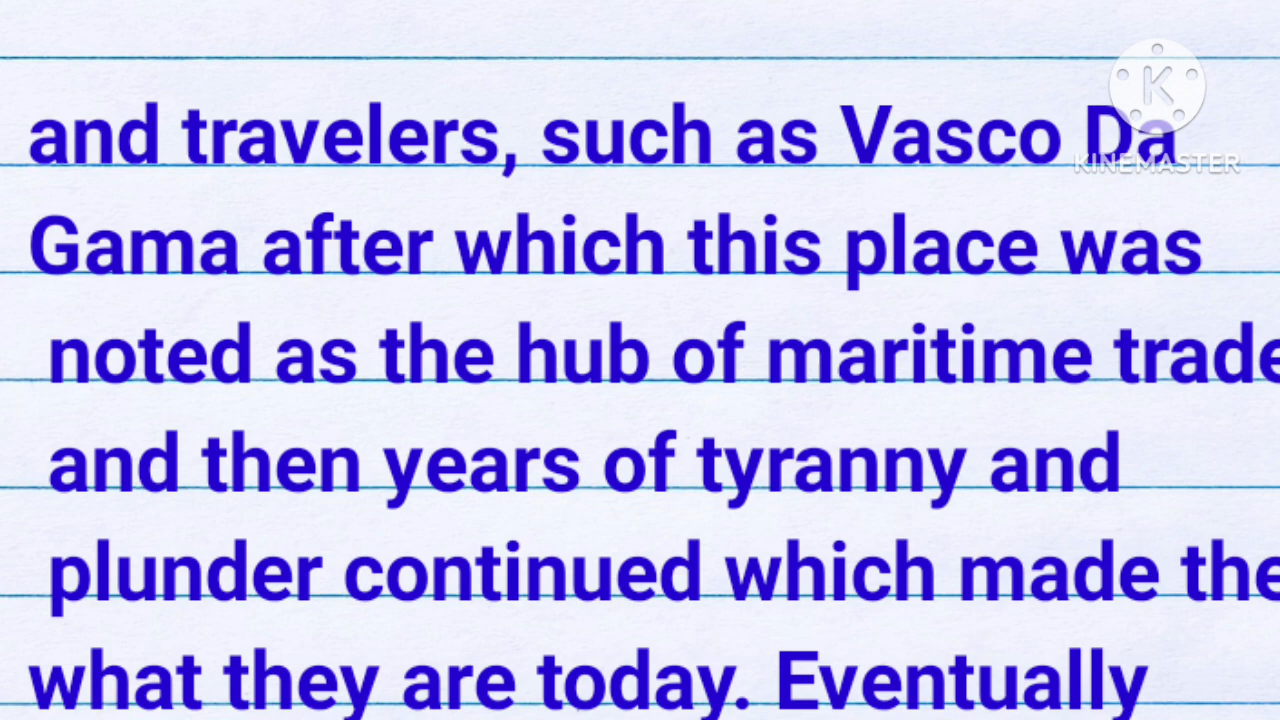 and travelers, such as Vasco Da
Gama after which this place was
noted as the hub of maritime trade
and then years of tyranny and
plunder continued which made the
what they are today. Eventually
K
KINEMASTER